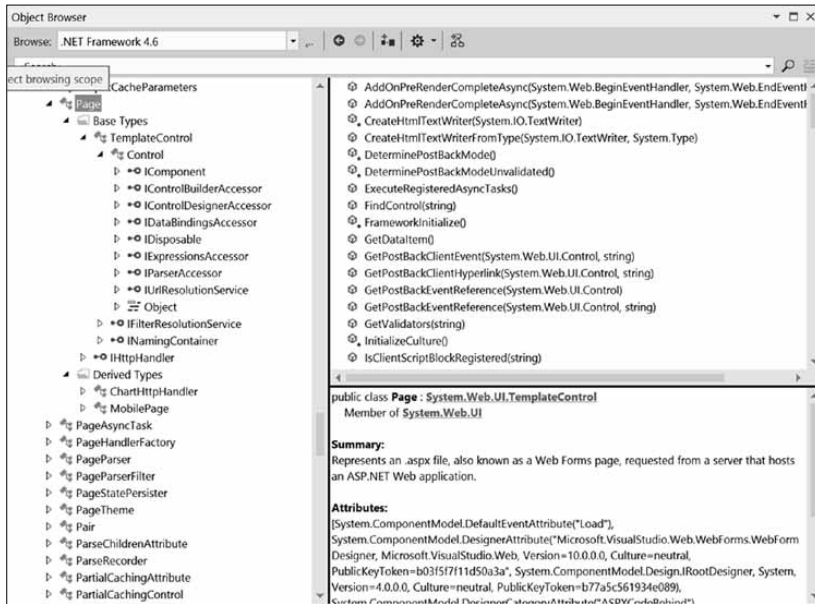 Object Browser
Browse: .NET Framework 4.6
ect browsing scope
CacheParameters
Page
Base Types
TemplateControl
Control
IComponent
IControlBuilderAccessor
IControlDesignerAccessor
IDataBindingsAccessor
IDisposable
IExpressionsAccessor
IParserAccessor
IUrlResolutionService
Object
IFilterResolutionService
INamingContainer
IHttpHandler
Derived Types
ChartHttpHandler
MobilePage
PageAsyncTask
PageHandlerFactory
PageParser
PageParserFilter
PageStatePersister
PageTheme
Pair
ParseChildrenAttribute
ParseRecorder
PartialCachingAttribute
PartialCachingControl
AddOnPreRenderCompleteAsync(System.Web.BeginEventHandler, System.Web.EndEventH
AddOnPreRenderCompleteAsync(System.Web.BeginEventHandler, System.Web.EndEventH
CreateHtmlTextWriter(System.IO.TextWriter)
CreateHtmlTextWriterFromType(System.IO.TextWriter, System.Type)
DeterminePostBackMode()
DeterminePostBackModeUnvalidated()
ExecuteRegisteredAsyncTasks()
FindControl(string)
FrameworkInitialize()
GetDataItem()
GetPostBackClientEvent(System.Web.UI.Control, string)
GetPostBackClientHyperlink(System.Web.UI.Control, string)
GetPostBackEventReference(System.Web.UI.Control)
GetPostBackEventReference(System.Web.UI.Control, string)
GetValidators(string)
InitializeCulture()
IsClientScriptBlockRegistered(string)
public class Page : System.Web.UI.TemplateControl
Member of System.Web.UI
Summary:
Represents an .aspx file, also known as a Web Forms page, requested from a server that hosts
an ASP.NET Web application.
Attributes:
[System.ComponentModel.DefaultEventAttribute("Load"),
System.ComponentModel.DesignerAttribute("Microsoft.VisualStudio.Web.WebForms.WebForm
Designer, Microsoft.VisualStudio.Web, Version=10.0.0.0, Culture=neutral,
PublicKeyToken=b03f5f7f11d50a3a", System.ComponentModel.Design.IRootDesigner, System,
Version=4.0.0.0, Culture=neutral, PublicKeyToken=b77a5c561934e089),
System.ComponentModel.DesignerCategoryAttribute("ASPXCodeBehind")